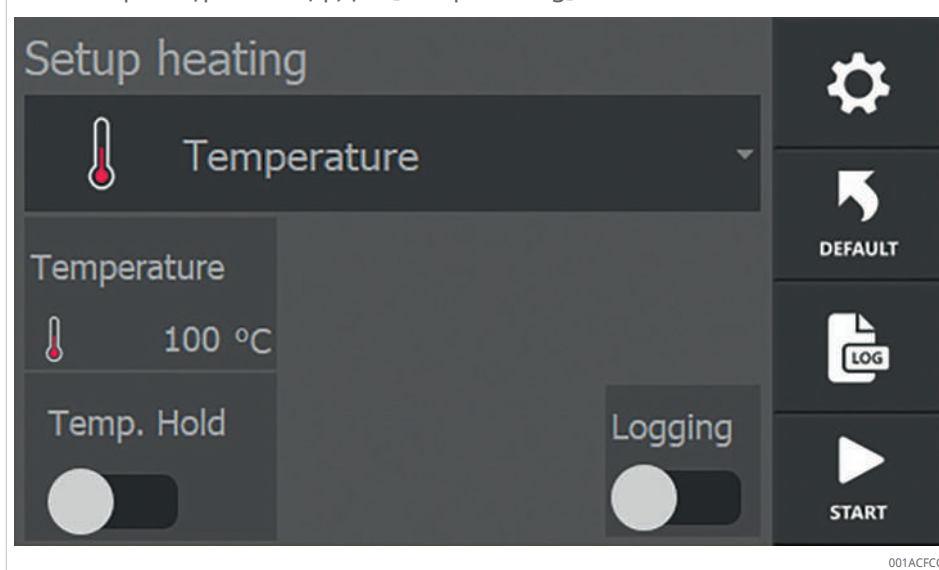 Setup heating
Temperature
DEFAULT
Temperature
100 °C
LOG
Temp. Hold
Logging
START